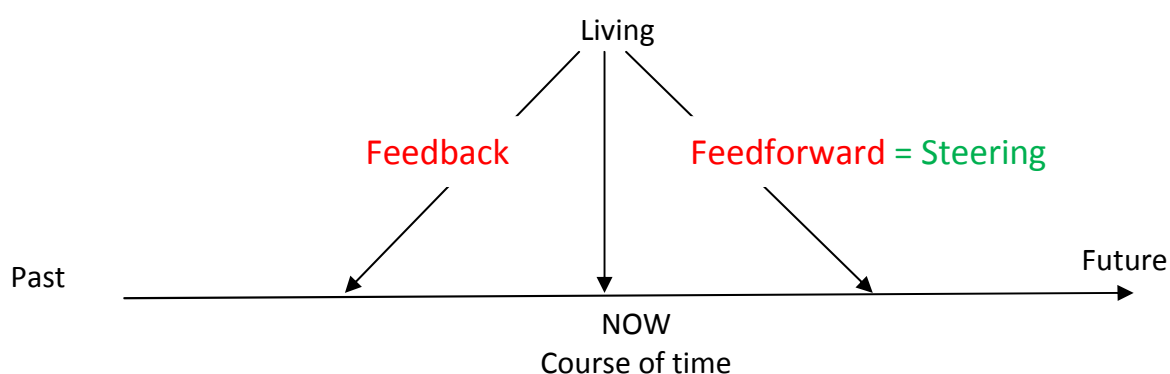 Living
Feedback
Feedforward = Steering
Past
Future
NOW
Course of time